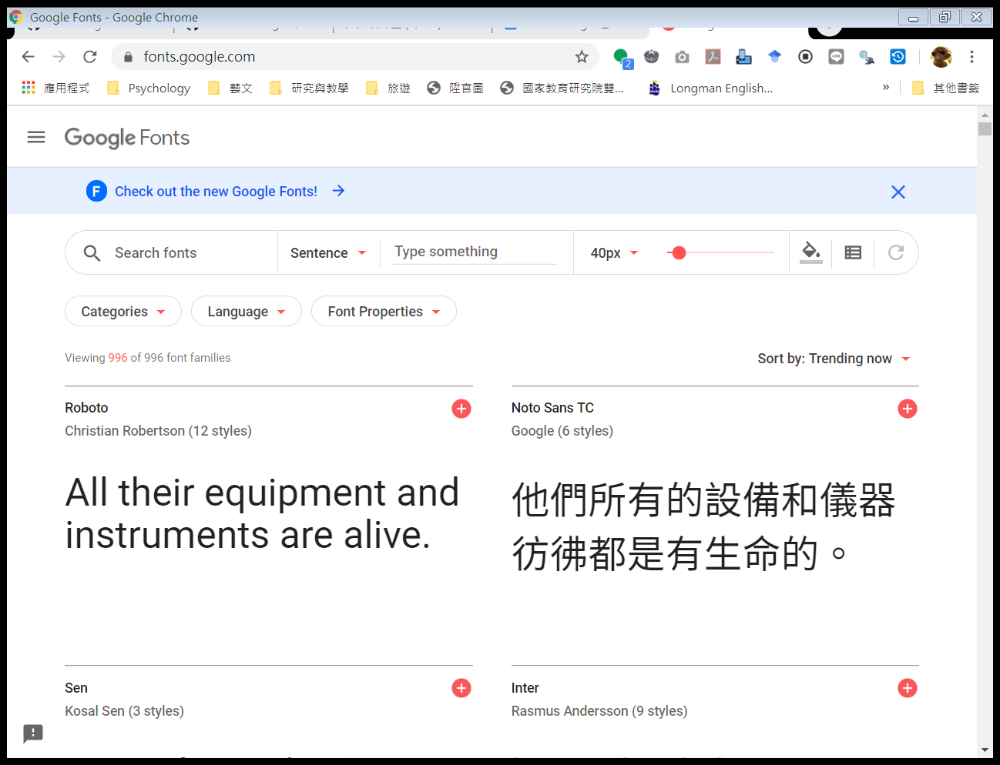 Google Fonts - Google Chrome
fonts.google.com
2
應用程式 Psychology 藝文 研究與教學 旅遊 陞官圖 國家教育研究院雙... Longman English... » 其他書籤
Google Fonts
F Check out the new Google Fonts!
Search fonts Sentence Type something 40px
Categories Language Font Properties
Viewing 996 of 996 font families Sort by: Trending now
Roboto
Christian Robertson (12 styles)
All their equipment and
instruments are alive.
Noto Sans TC
Google (6 styles)
他們所有的設備和儀器
彷彿都是有生命的。
Sen
Kosal Sen (3 styles)
Inter
Rasmus Andersson (9 styles)